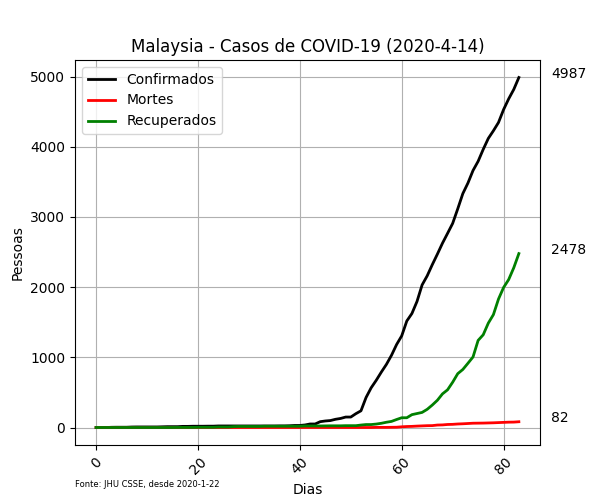 Malaysia - Casos de COVID-19 (2020-4-14)
Confirmados
Mortes
Recuperados
5000
4000
3000
2000
1000
0
Pessoas
4987
2478
82
0
20
40
60
80
Dias
Fonte: JHU CSSE, desde 2020-1-22